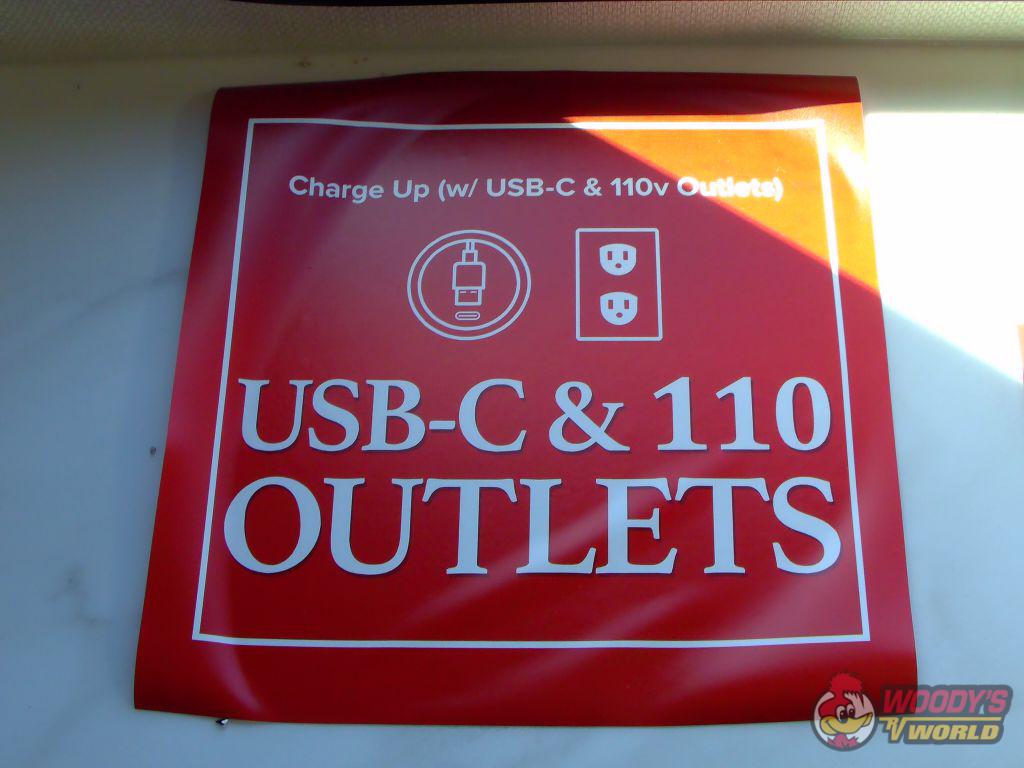 Charge Up (w/ USB-C & 110v Outlets)
USB-C & 110
OUTLETS
WOODY'S
RV WORLD